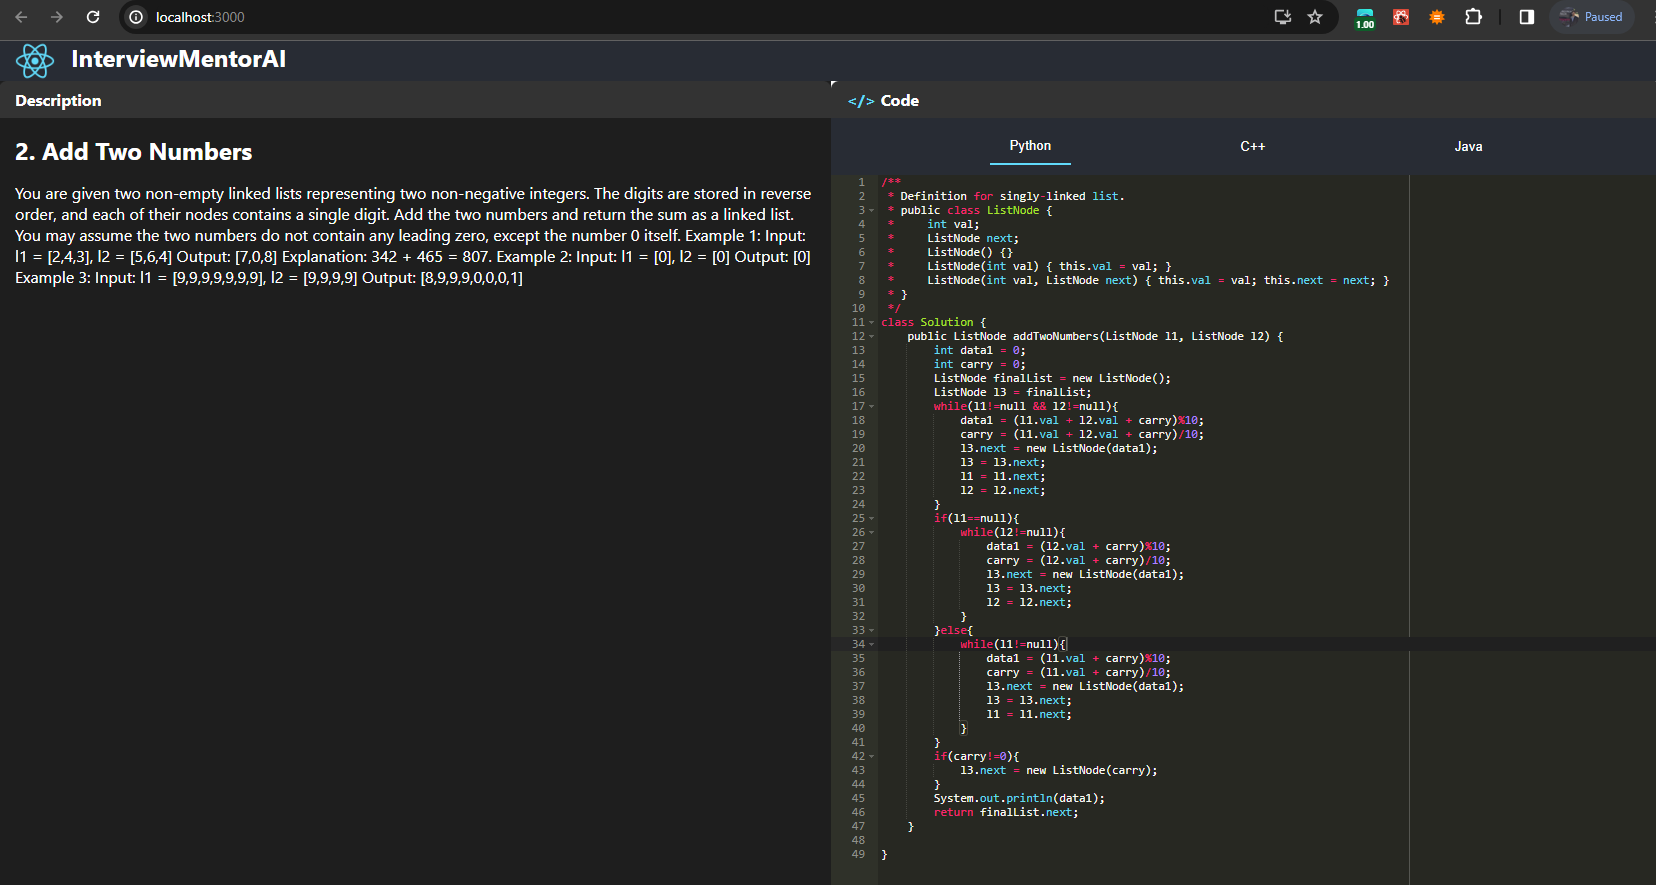 localhost:3000
1.00
Paused
InterviewMentorAI
Description
2. Add Two Numbers
You are given two non-empty linked lists representing two non-negative integers. The digits are stored in reverse
order, and each of their nodes contains a single digit. Add the two numbers and return the sum as a linked list.
You may assume the two numbers do not contain any leading zero, except the number 0 itself. Example 1: Input:
l1 = [2,4,3], l2 = [5,6,4] Output: [7,0,8] Explanation: 342 + 465 = 807. Example 2: Input: l1 = [0], l2 = [0] Output: [0]
Example 3: Input: l1 = [9,9,9,9,9,9,9], l2 = [9,9,9,9] Output: [8,9,9,9,0,0,0,1]
</> Code
Python C++ Java
1 /**
2 * Definition for singly-linked list.
3 * public class ListNode {
4 *     int val;
5 *     ListNode next;
6 *     ListNode() {}
7 *     ListNode(int val) { this.val = val; }
8 *     ListNode(int val, ListNode next) { this.val = val; this.next = next; }
9 * }
10 */
11 class Solution {
12     public ListNode addTwoNumbers(ListNode l1, ListNode l2) {
13         int data1 = 0;
14         int carry = 0;
15         ListNode finalList = new ListNode();
16         ListNode l3 = finalList;
17         while(l1!=null && l2!=null){
18             data1 = (l1.val + l2.val + carry)%10;
19             carry = (l1.val + l2.val + carry)/10;
20             l3.next = new ListNode(data1);
21             l3 = l3.next;
22             l1 = l1.next;
23             l2 = l2.next;
24         }
25         if(l1==null){
26             while(l2!=null){
27                 data1 = (l2.val + carry)%10;
28                 carry = (l2.val + carry)/10;
29                 l3.next = new ListNode(data1);
30                 l3 = l3.next;
31                 l2 = l2.next;
32             }
33         }else{
34             while(l1!=null){
35                 data1 = (l1.val + carry)%10;
36                 carry = (l1.val + carry)/10;
37                 l3.next = new ListNode(data1);
38                 l3 = l3.next;
39                 l1 = l1.next;
40             }
41         }
42         if(carry!=0){
43             l3.next = new ListNode(carry);
44         }
45         System.out.println(data1);
46         return finalList.next;
47     }
48
49 }